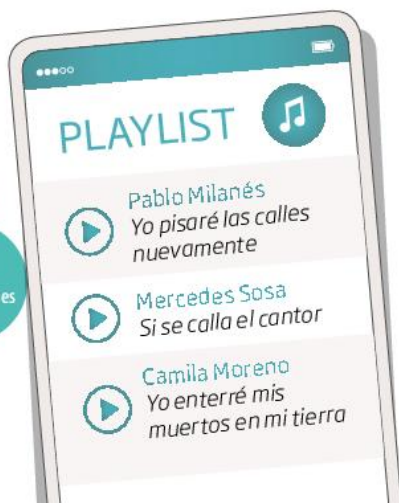 PLAYLIST
Pablo Milanés
Yo pisaré las calles
nuevamente
Mercedes Sosa
Si se calla el cantor
Camila Moreno
Yo enterré mis
muertos en mi tierra
es